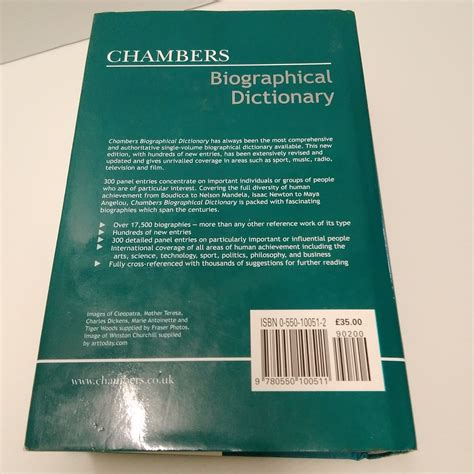 CHAMBERS
Biographical
Dictionary
Chambers Biographical Dictionary has always been the most comprehensive
and authoritative single-volume biographical dictionary available. This new
edition, with hundreds of new entries, has been extensively revised and
updated and gives unrivalled coverage in areas such as sport, music, radio,
television and film.
300 panel entries concentrate on important individuals or groups of people
who are of particular interest. Covering the full diversity of human
achievement from Boudicca to Nelson Mandela, Isaac Newton to Maya
Angelou, Chambers Biographical Dictionary is packed with fascinating
biographies which span the centuries.
Over 17,500 biographies — more than any other reference work of its type
Hundreds of new entries
300 detailed panel entries on particularly important or influential people
International coverage of all areas of human achievement including the
arts, science, technology, sport, politics, philosophy, and business
Fully cross-referenced with thousands of suggestions for further reading
Images of Cleopatra, Mother Teresa,
Charles Dickens, Marie Antoinette and
Tiger Woods supplied by Fraser Photos.
Image of Winston Churchill supplied
by arttoday.com
ISBN 0-550-10051-2
£35.00
90200
9 780550 100511
www.chambers.co.uk